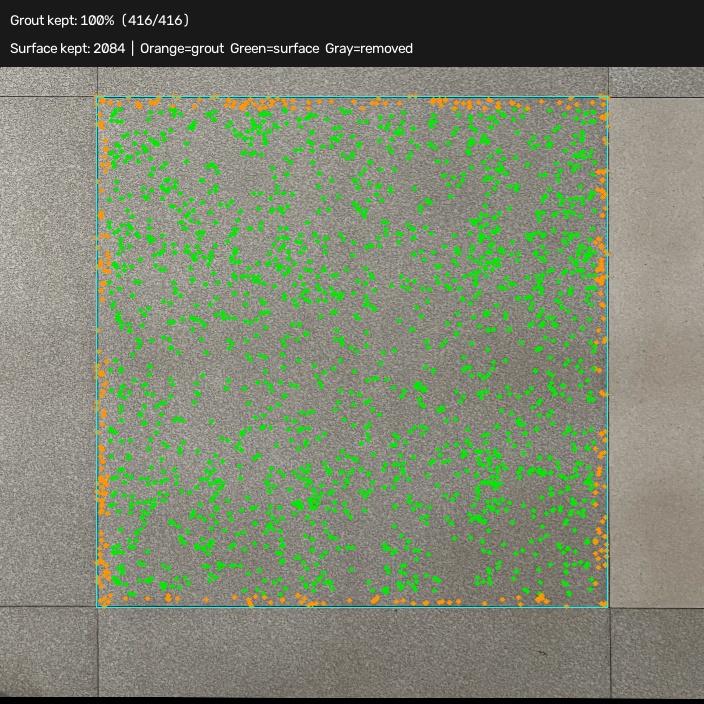 Grout kept: 100% (416/416)
Surface kept: 2084 | Orange=grout Green=surface Gray=removed